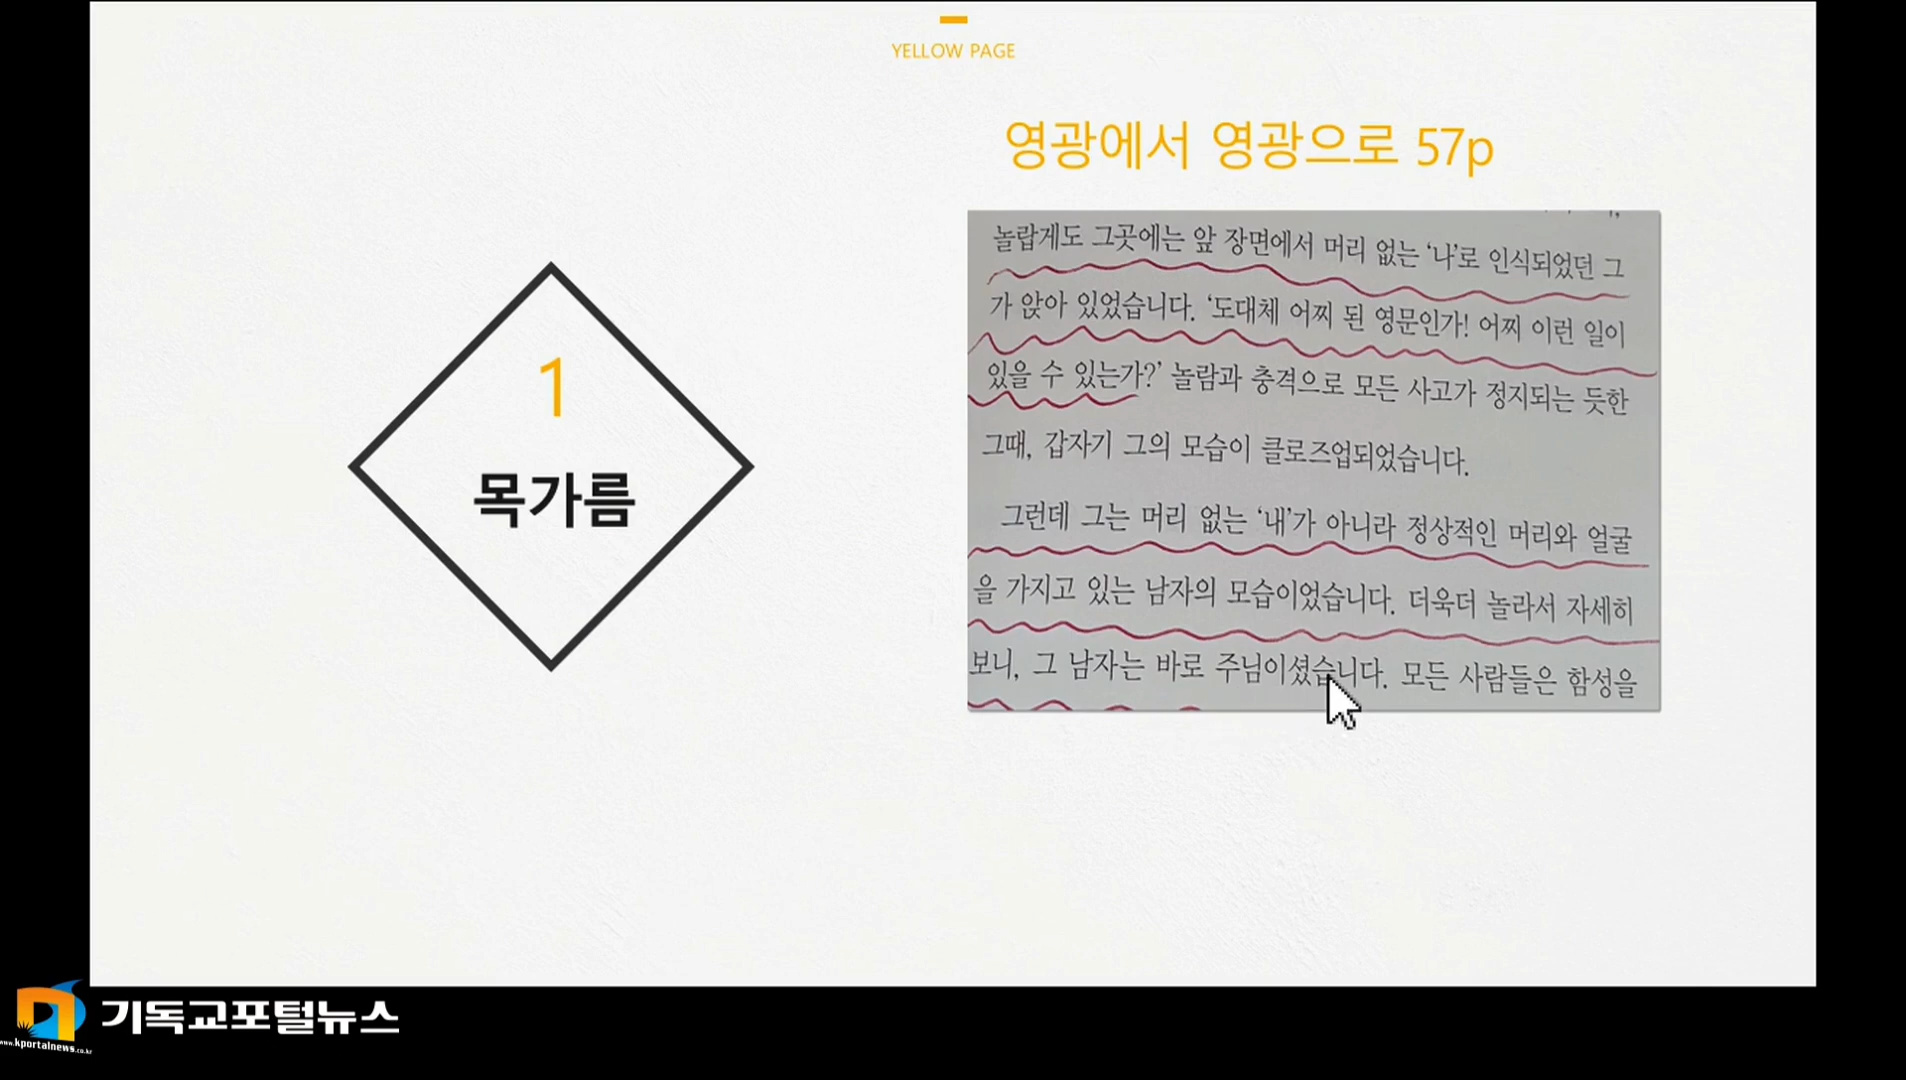 YELLOW PAGE
영광에서 영광으로 57p
1
목가름
놀랍게도 그곳에는 앞 장면에서 머리 없는 ‘나’로 인식되었던 그
가 앉아 있었습니다. ‘도대체 어찌 된 영문인가! 어찌 이런 일이
있을 수 있는가?’ 놀람과 충격으로 모든 사고가 정지되는 듯한
그때, 갑자기 그의 모습이 클로즈업되었습니다.
그런데 그는 머리 없는 ‘내’가 아니라 정상적인 머리와 얼굴
을 가지고 있는 남자의 모습이었습니다. 더욱더 놀라서 자세히
보니, 그 남자는 바로 주님이셨습니다. 모든 사람들은 함성을
기독교포털뉴스
www.kportalnews.co.kr